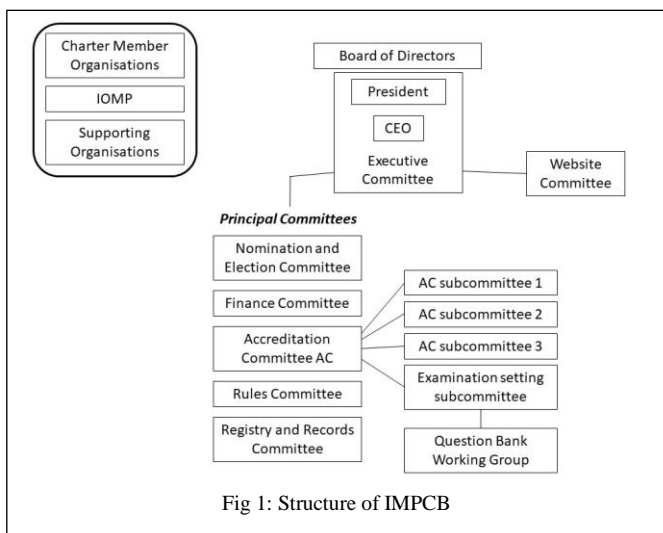 Charter Member
Organisations
IOMP
Supporting
Organisations
Board of Directors
President
CEO
Executive
Committee
Website
Committee
Principal Committees
Nomination and
Election Committee
Finance Committee
Accreditation
Committee AC
Rules Committee
Registry and Records
Committee
AC subcommittee 1
AC subcommittee 2
AC subcommittee 3
Examination setting
subcommittee
Question Bank
Working Group
Fig 1: Structure of IMPCB